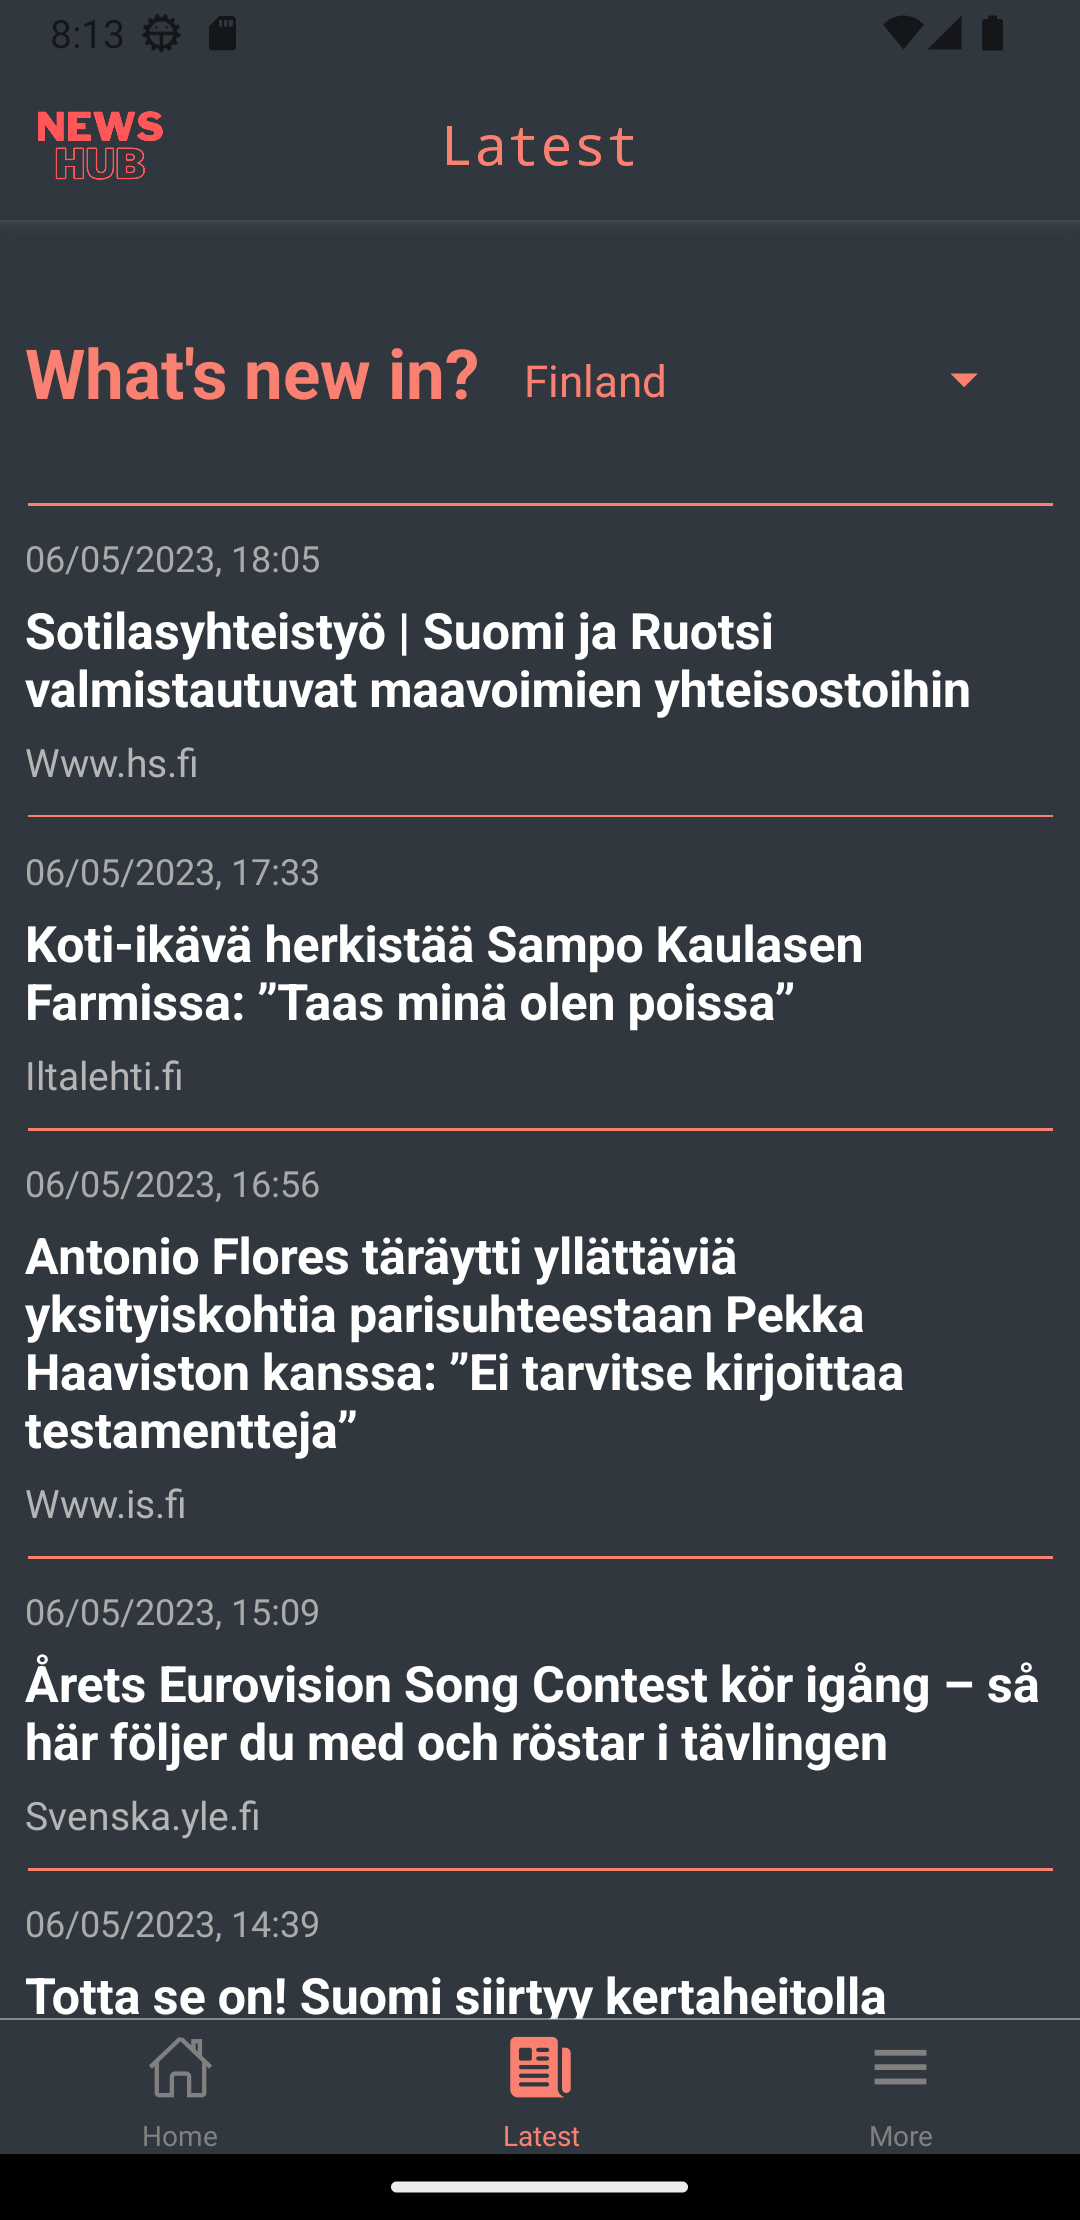 8:13
NEWS
HUB
Latest
What's new in?
Finland
06/05/2023, 18:05
Sotilasyhteistyö | Suomi ja Ruotsi
valmistautuvat maavoimien yhteisostoihin
Www.hs.fi
06/05/2023, 17:33
Koti-ikävä herkistää Sampo Kaulasen
Farmissa: ”Taas minä olen poissa”
Iltalehti.fi
06/05/2023, 16:56
Antonio Flores täräytti yllättäviä
yksityiskohtia parisuhteestaan Pekka
Haaviston kanssa: ”Ei tarvitse kirjoittaa
testamentteja”
Www.is.fi
06/05/2023, 15:09
Årets Eurovision Song Contest kör igång – så
här följer du med och röstar i tävlingen
Svenska.yle.fi
06/05/2023, 14:39
Totta se on! Suomi siirtyy kertaheitolla
Home
Latest
More